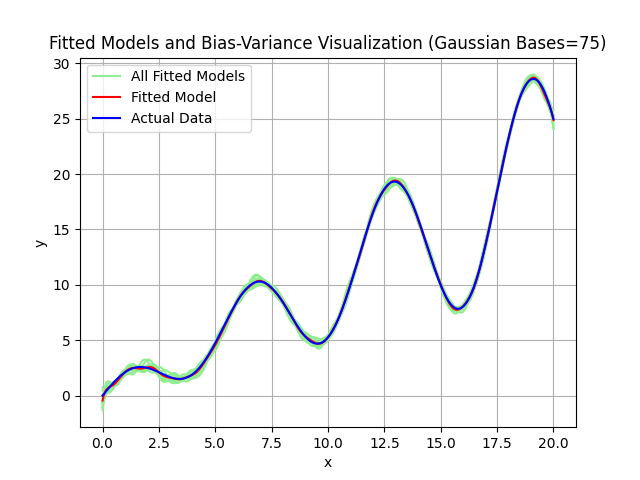 Fitted Models and Bias-Variance Visualization (Gaussian Bases=75)
All Fitted Models
Fitted Model
Actual Data
y
30
25
20
15
10
5
0
0.0 2.5 5.0 7.5 10.0 12.5 15.0 17.5 20.0
x